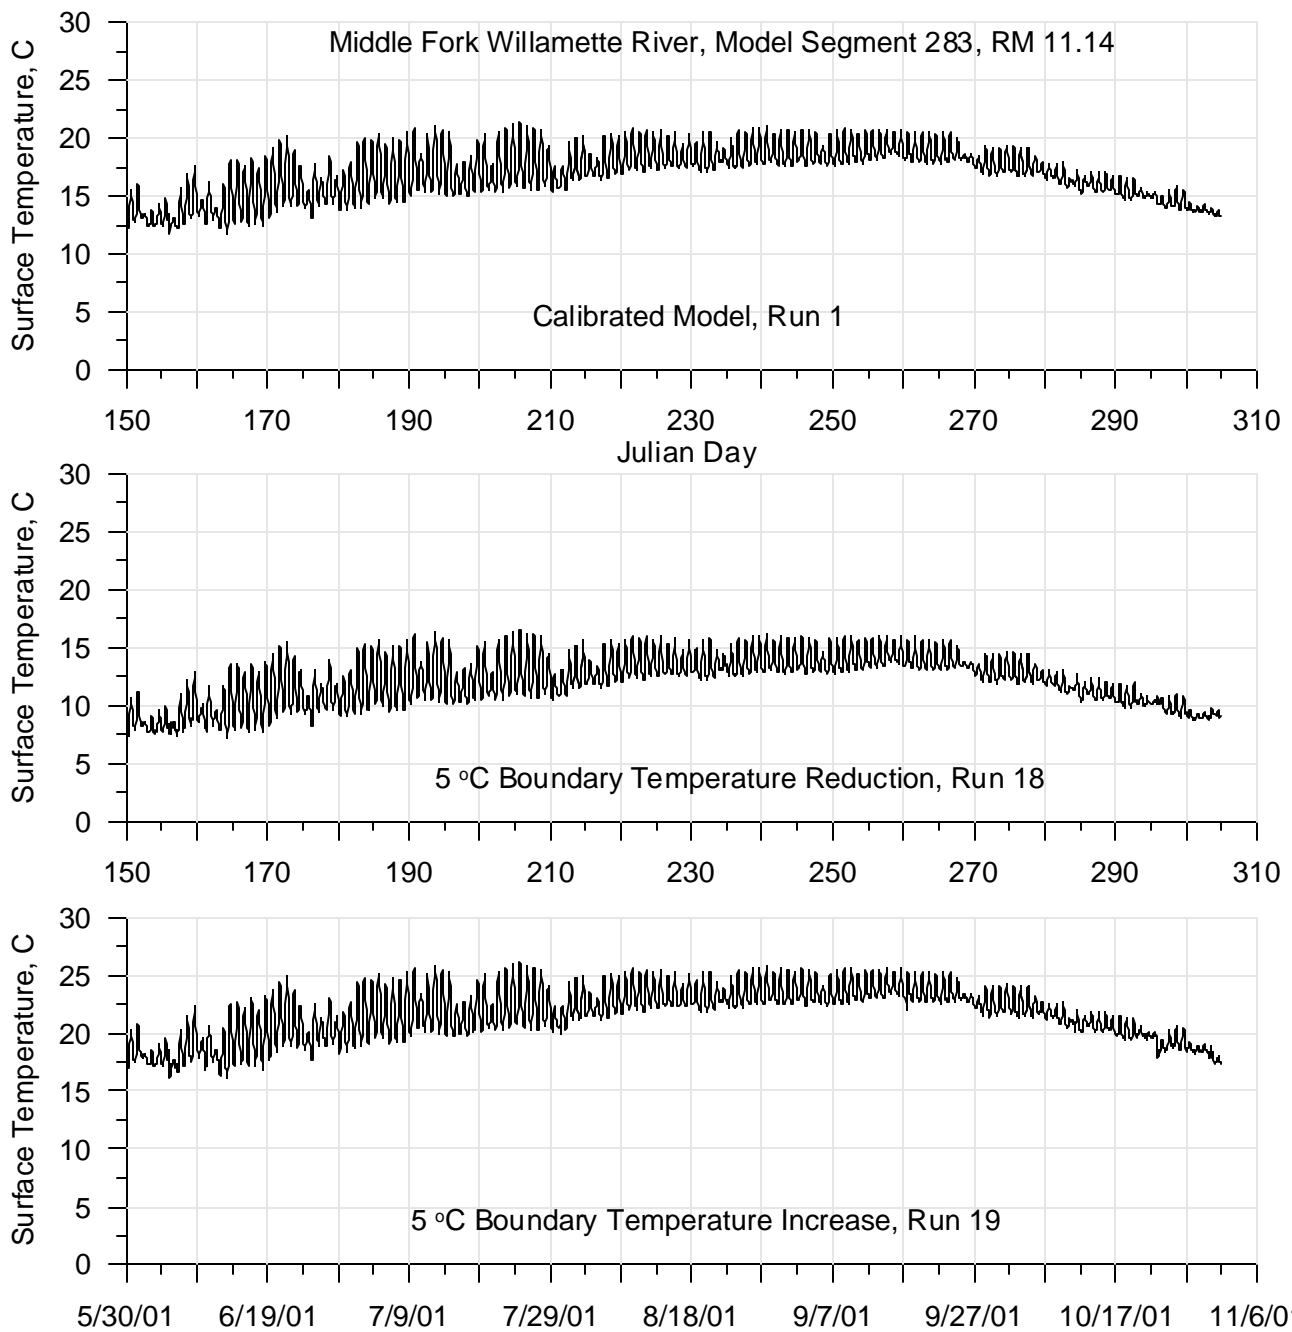 30
Middle Fork Willamette River, Model Segment 283, RM 11.14
25
20
15
10
5
0
Surface Temperature, C
Calibrated Model, Run 1
150 170 190 210 230 250 270 290 310
Julian Day
30
25
20
15
10
5
0
Surface Temperature, C
5 °C Boundary Temperature Reduction, Run 18
150 170 190 210 230 250 270 290 310
30
25
20
15
10
5
0
Surface Temperature, C
5 °C Boundary Temperature Increase, Run 19
5/30/01 6/19/01 7/9/01 7/29/01 8/18/01 9/7/01 9/27/01 10/17/01 11/6/0